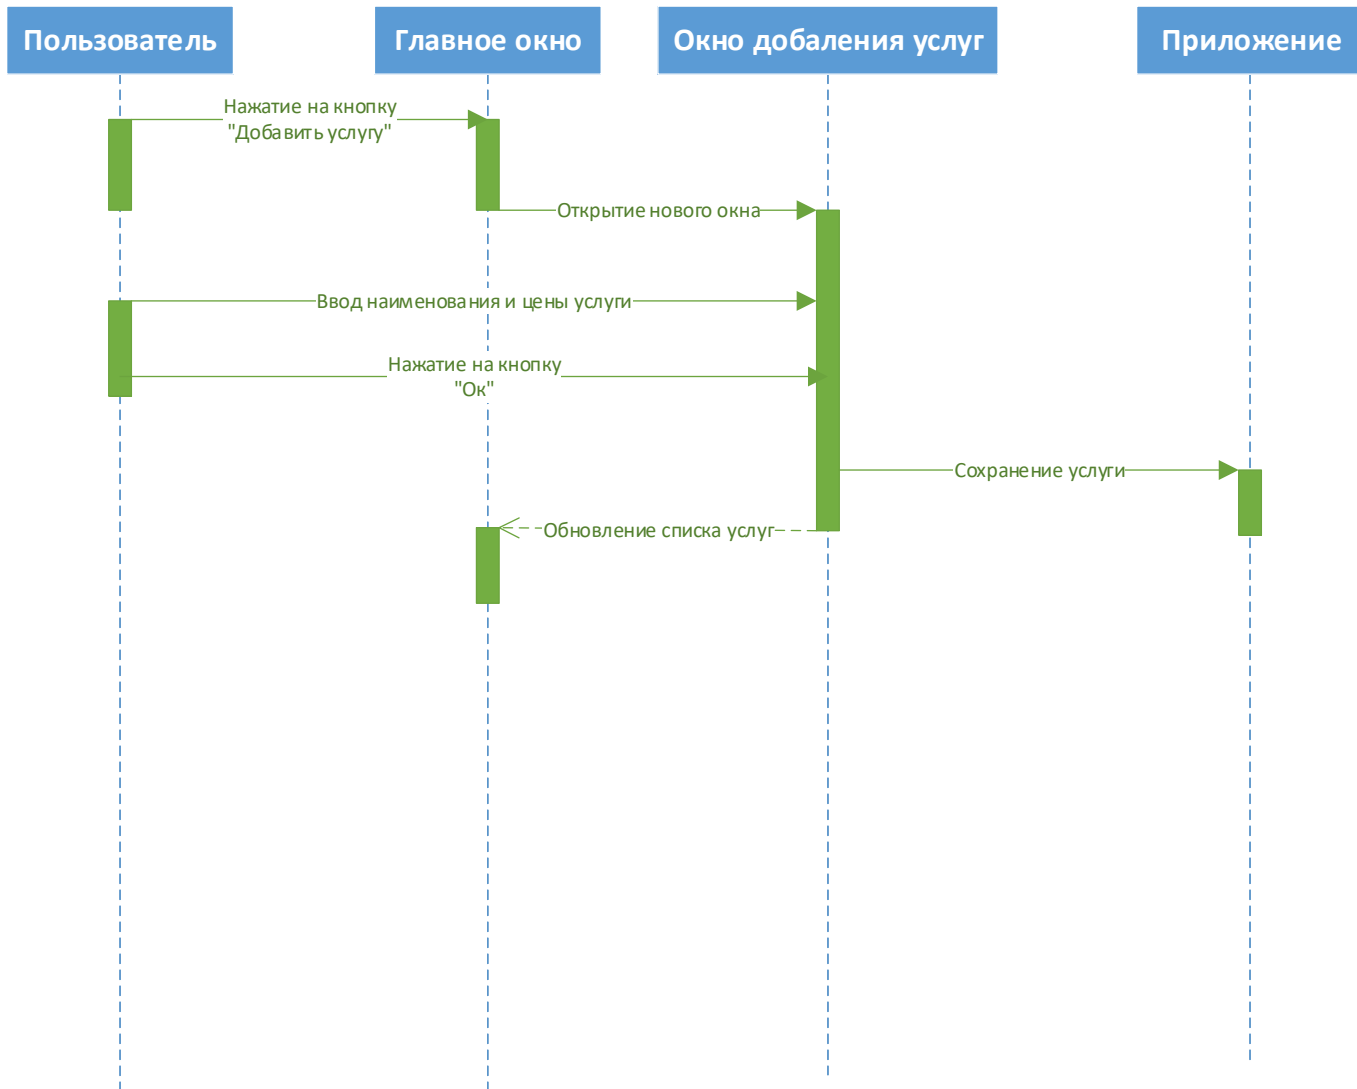 Пользователь
Главное окно
Окно добаления услуг
Приложение
Нажатие на кнопку
"Добавить услугу"
Открытие нового окна
Ввод наименования и цены услуги
Нажатие на кнопку
"Ок"
Сохранение услуги
Обновление списка услуг